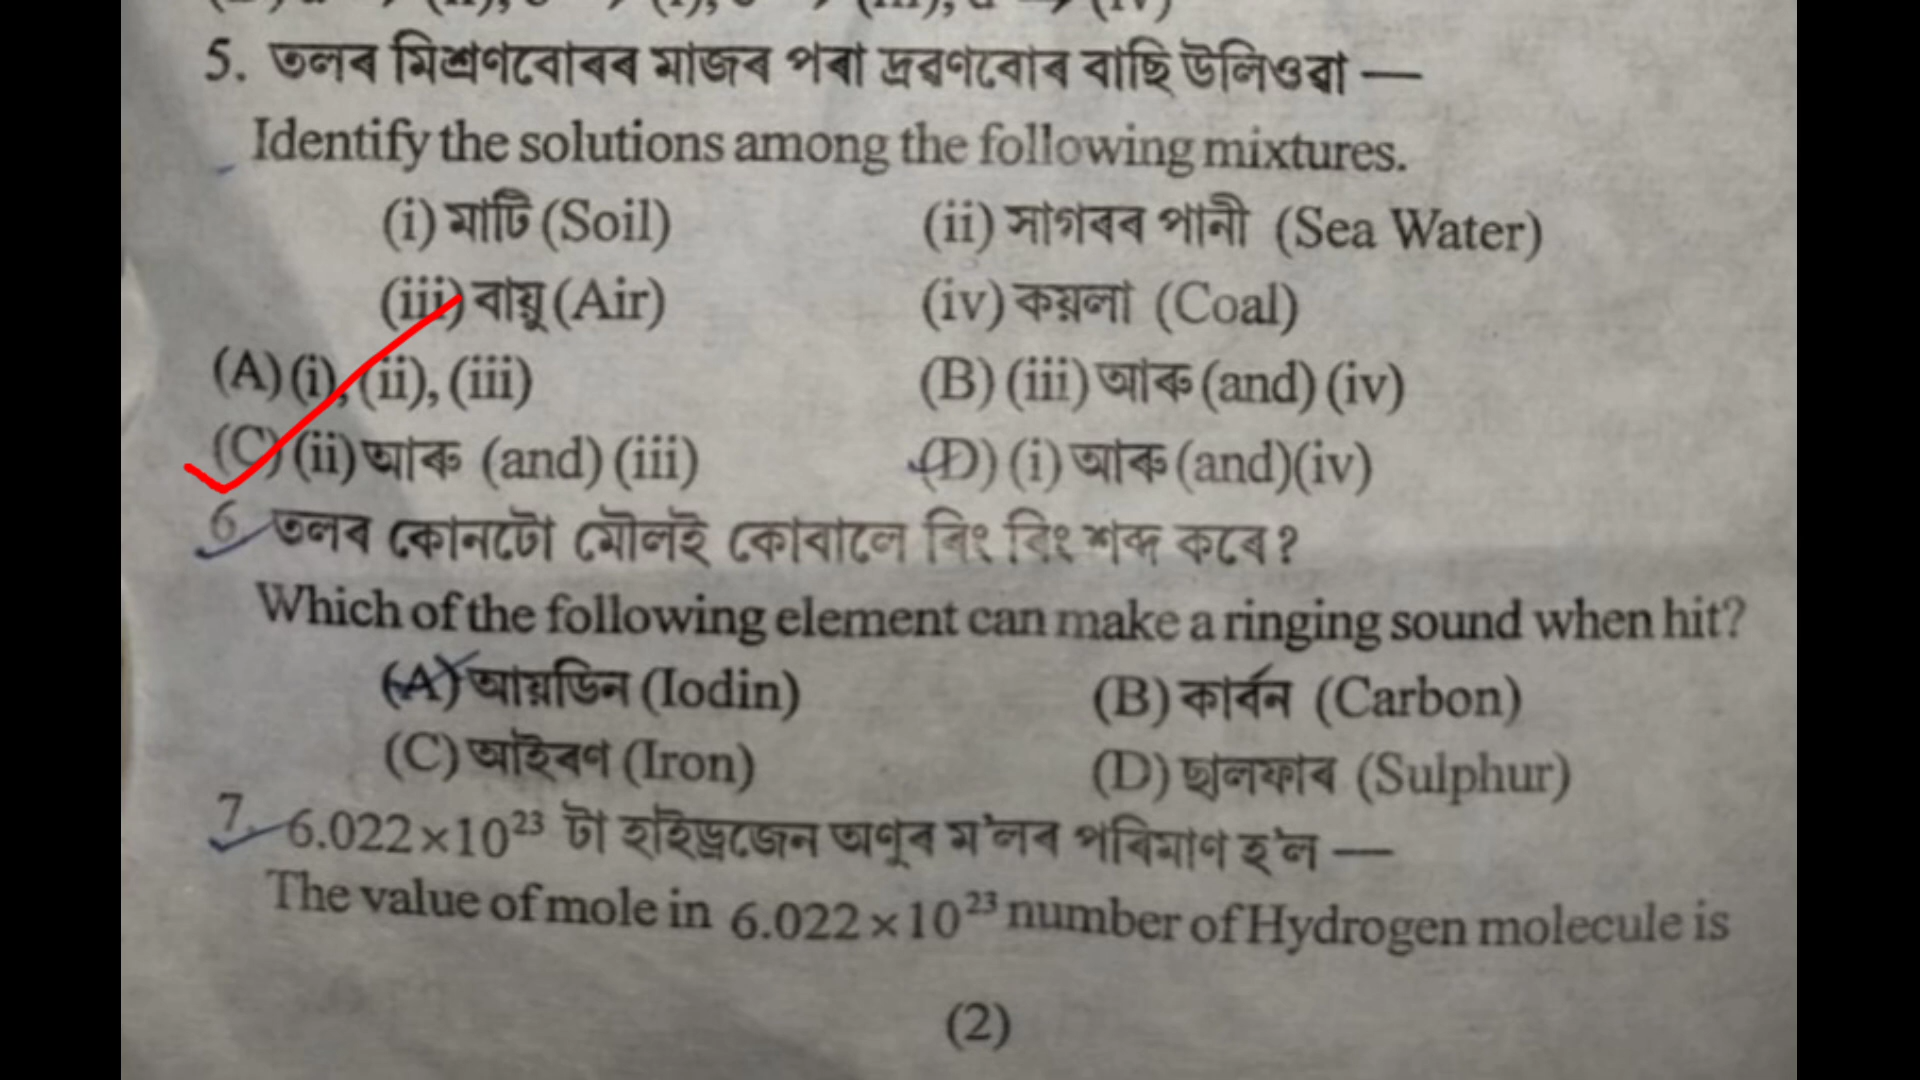 5. তলৰ মিশ্ৰণবোৰৰ মাজৰ পৰা দ্ৰৱণবোৰ বাছি উলিওৱা —
Identify the solutions among the following mixtures.
(i) মাটি (Soil) (ii) সাগৰৰ পানী (Sea Water)
(iii) বায়ু (Air) (iv) কয়লা (Coal)
(A) (i), (ii), (iii) (B) (iii) আৰু (and) (iv)
(C) (ii) আৰু (and) (iii) (D) (i) আৰু (and)(iv)
6. তলৰ কোনটো মৌলই কোবালে ৰিং ৰিং শব্দ কৰে?
Which of the following element can make a ringing sound when hit?
(A) আয়ডিন (Iodin) (B) কাৰ্বন (Carbon)
(C) আইৰণ (Iron) (D) ছালফাৰ (Sulphur)
7. 6.022×10²³ টা হাইড্ৰজেন অণুৰ ম'লৰ পৰিমাণ হ'ল —
The value of mole in 6.022×10²³ number of Hydrogen molecule is
(2)